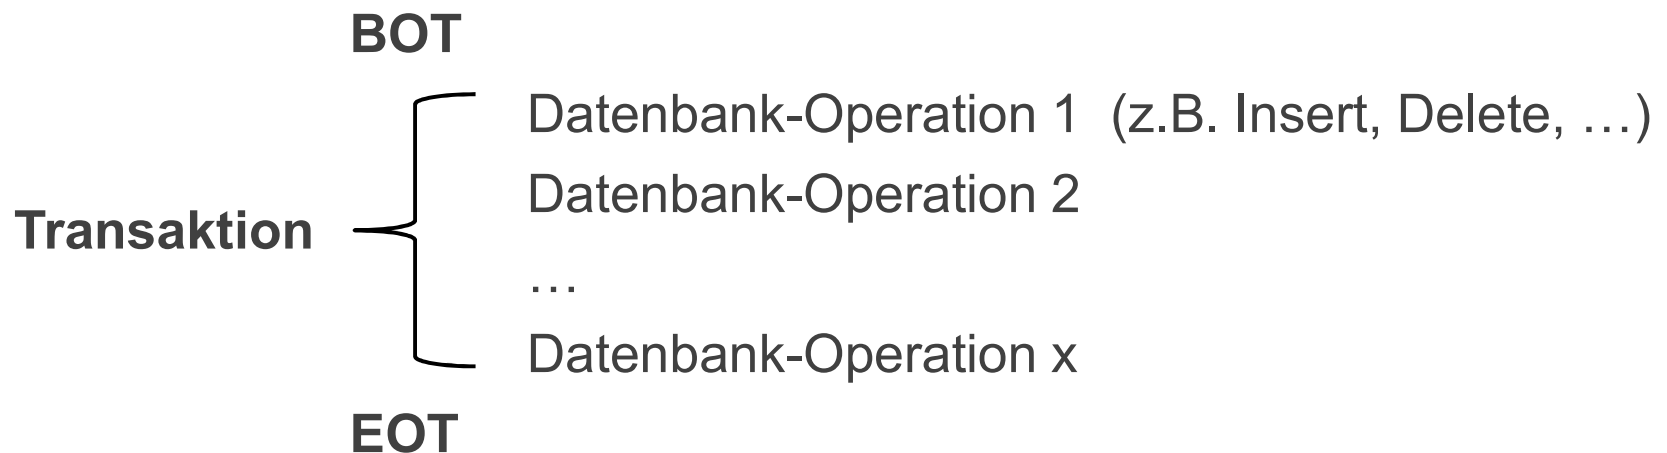 BOT
Datenbank-Operation 1 (z.B. Insert, Delete, …)
Datenbank-Operation 2
Transaktion
…
Datenbank-Operation x
EOT